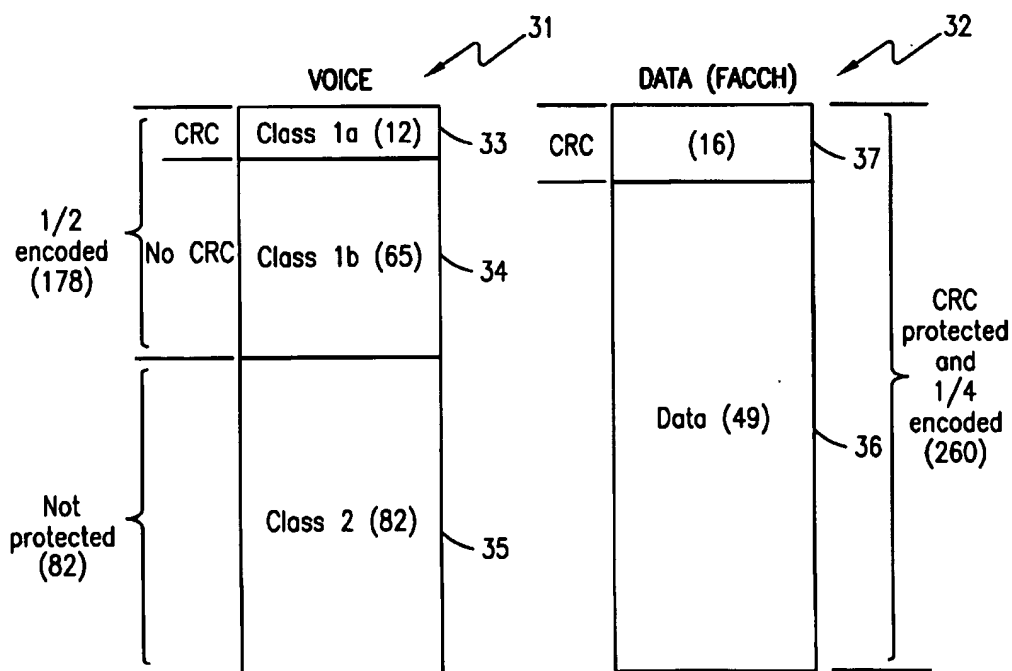 31
32
VOICE
DATA (FACCH)
CRC
Class 1a (12)
33
CRC
(16)
37
1/2
encoded
(178)
No CRC
Class 1b (65)
34
CRC
protected
and
1/4
encoded
(260)
Data (49)
36
Not
protected
(82)
Class 2 (82)
35